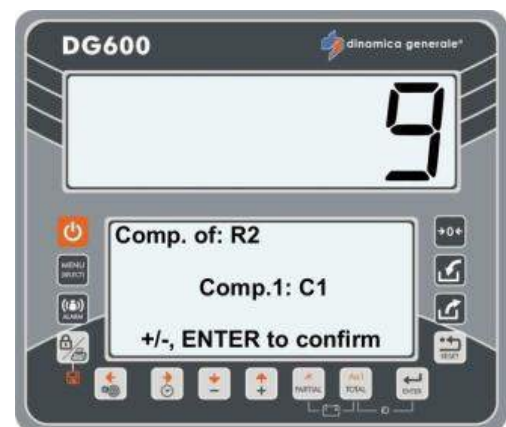 DG600
dinamica generale®
9
Comp. of: R2
Comp.1: C1
+/-, ENTER to confirm
MENU
ALARM
→0←
RESET
PARTIAL
TOTAL
ENTER